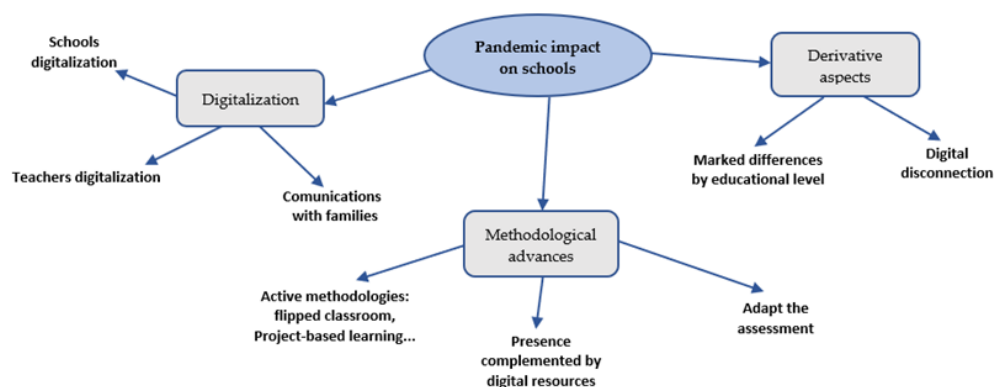 Pandemic impact
on schools
Schools
digitalization
Digitalization
Teachers digitalization
Comunications
with families
Derivative
aspects
Marked differences
by educational level
Digital
disconnection
Methodological
advances
Active methodologies:
flipped classroom,
Project-based learning...
Presence
complemented by
digital resources
Adapt the
assessment